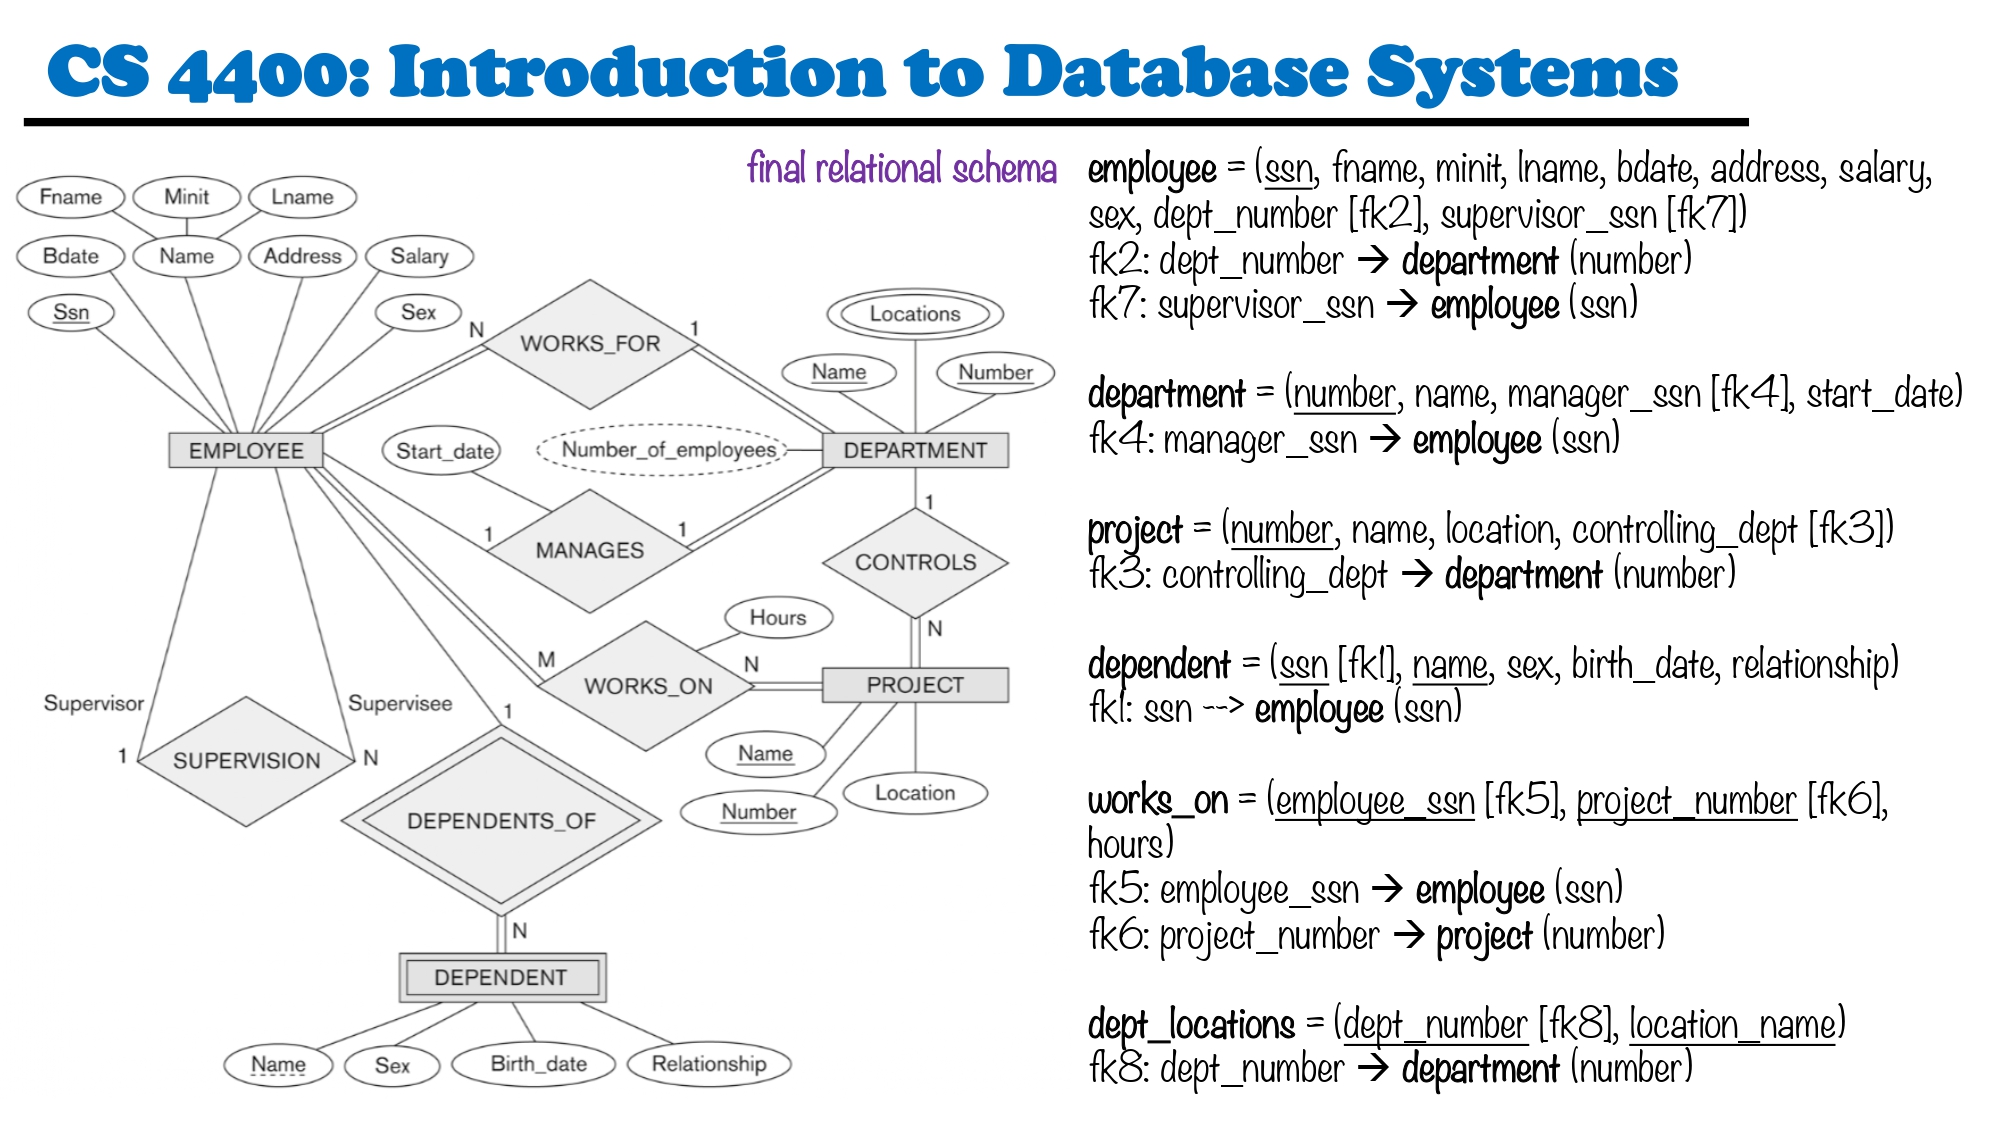 CS 4400: Introduction to Database Systems
final relational schema
Fname
Minit
Lname
Bdate
Name
Address
Salary
Ssn
Sex
N
WORKS_FOR
1
Locations
Name
Number
EMPLOYEE
Start_date
Number_of_employees
DEPARTMENT
1
MANAGES
1
1
CONTROLS
N
Hours
M
WORKS_ON
N
PROJECT
Supervisor
Supervisee
1
SUPERVISION
N
1
Name
Number
Location
DEPENDENTS_OF
N
DEPENDENT
Name
Sex
Birth_date
Relationship
employee = (ssn, fname, minit, lname, bdate, address, salary,
sex, dept_number [fk2], supervisor_ssn [fk7])
fk2: dept_number → department (number)
fk7: supervisor_ssn → employee (ssn)
department = (number, name, manager_ssn [fk4], start_date)
fk4: manager_ssn → employee (ssn)
project = (number, name, location, controlling_dept [fk3])
fk3: controlling_dept → department (number)
dependent = (ssn [fk1], name, sex, birth_date, relationship)
fk1: ssn --> employee (ssn)
works_on = (employee_ssn [fk5], project_number [fk6],
hours)
fk5: employee_ssn → employee (ssn)
fk6: project_number → project (number)
dept_locations = (dept_number [fk8], location_name)
fk8: dept_number → department (number)